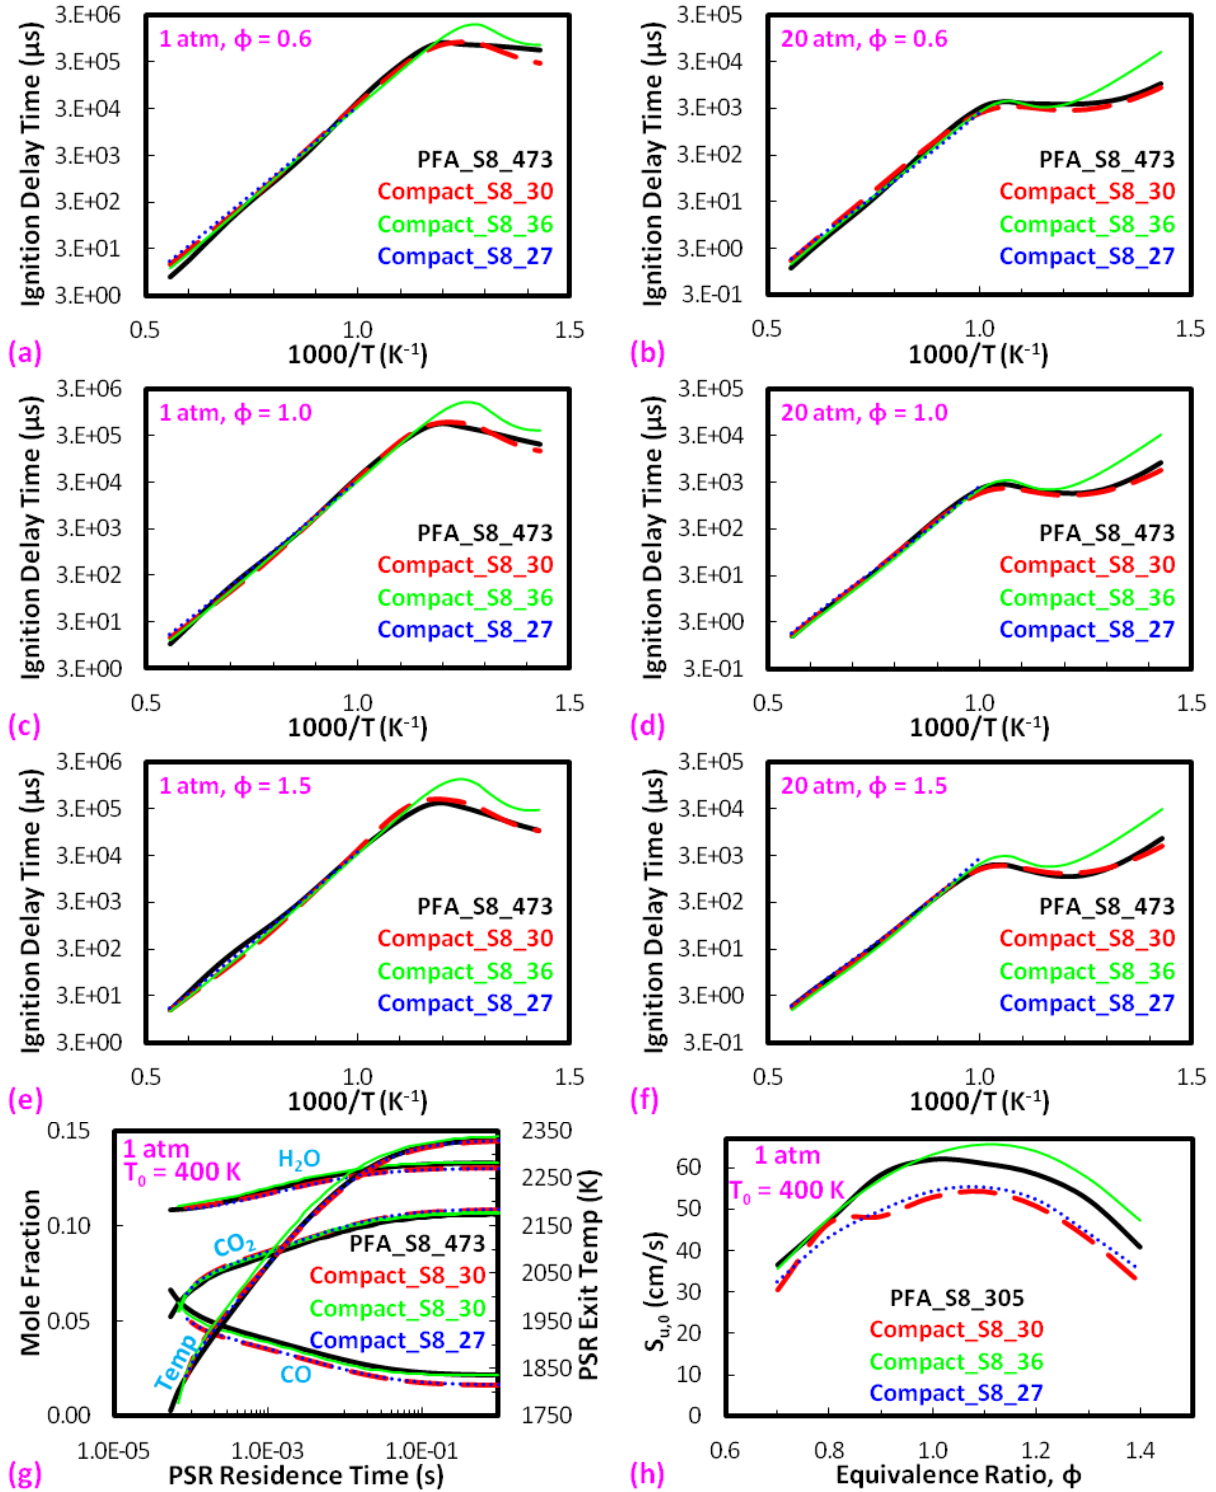 3.E+06
3.E+05
3.E+04
3.E+03
3.E+02
3.E+01
3.E+00
Ignition Delay Time (µs)
1 atm, ϕ = 0.6
PFA_S8_473
Compact_S8_30
Compact_S8_36
Compact_S8_27
0.5 1.0 1.5
1000/T (K-1)
(a)
3.E+05
3.E+04
3.E+03
3.E+02
3.E+01
3.E+00
3.E-01
Ignition Delay Time (µs)
20 atm, ϕ = 0.6
PFA_S8_473
Compact_S8_30
Compact_S8_36
Compact_S8_27
0.5 1.0 1.5
1000/T (K-1)
(b)
3.E+06
3.E+05
3.E+04
3.E+03
3.E+02
3.E+01
3.E+00
Ignition Delay Time (µs)
1 atm, ϕ = 1.0
PFA_S8_473
Compact_S8_30
Compact_S8_36
Compact_S8_27
0.5 1.0 1.5
1000/T (K-1)
(c)
3.E+05
3.E+04
3.E+03
3.E+02
3.E+01
3.E+00
3.E-01
Ignition Delay Time (µs)
20 atm, ϕ = 1.0
PFA_S8_473
Compact_S8_30
Compact_S8_36
Compact_S8_27
0.5 1.0 1.5
1000/T (K-1)
(d)
3.E+06
3.E+05
3.E+04
3.E+03
3.E+02
3.E+01
3.E+00
Ignition Delay Time (µs)
1 atm, ϕ = 1.5
PFA_S8_473
Compact_S8_30
Compact_S8_36
Compact_S8_27
0.5 1.0 1.5
1000/T (K-1)
(e)
3.E+05
3.E+04
3.E+03
3.E+02
3.E+01
3.E+00
3.E-01
Ignition Delay Time (µs)
20 atm, ϕ = 1.5
PFA_S8_473
Compact_S8_30
Compact_S8_36
Compact_S8_27
0.5 1.0 1.5
1000/T (K-1)
(f)
0.15
0.10
0.05
0.00
Mole Fraction
1 atm
T0 = 400 K
H2O
CO2
Temp
CO
PFA_S8_473
Compact_S8_30
Compact_S8_30
Compact_S8_27
2350
2250
2150
2050
1950
1850
1750
PSR Exit Temp (K)
1.0E-05 1.0E-03 1.0E-01
PSR Residence Time (s)
(g)
60
50
40
30
20
10
0
Su,0 (cm/s)
1 atm
T0 = 400 K
PFA_S8_305
Compact_S8_30
Compact_S8_36
Compact_S8_27
0.6 0.8 1.0 1.2 1.4
Equivalence Ratio, ϕ
(h)